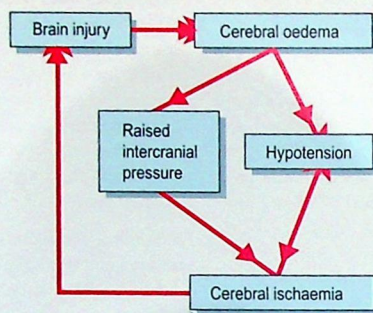 Brain injury
Cerebral oedema
Raised
intercranial
pressure
Hypotension
Cerebral ischaemia